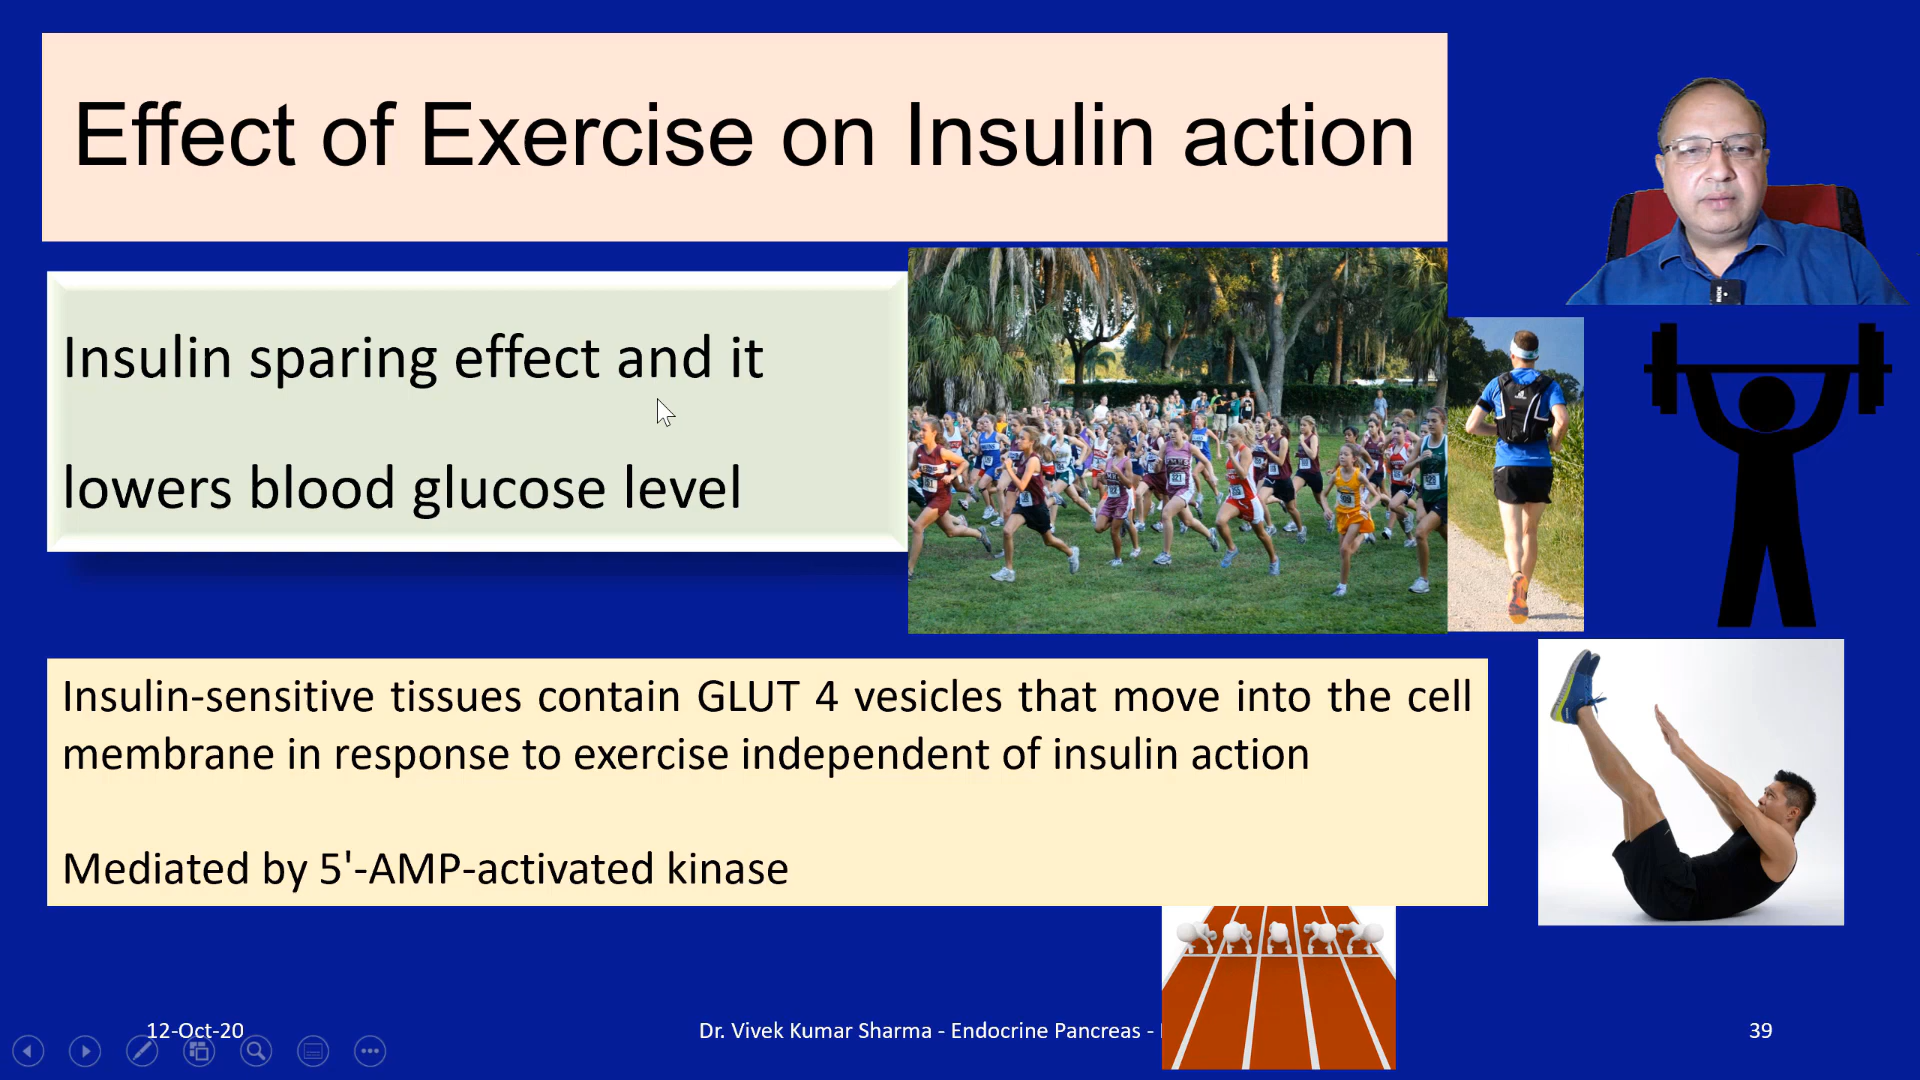 Effect of Exercise on Insulin action
Insulin sparing effect and it
lowers blood glucose level
Insulin-sensitive tissues contain GLUT 4 vesicles that move into the cell
membrane in response to exercise independent of insulin action
Mediated by 5'-AMP-activated kinase
12-Oct-20
Dr. Vivek Kumar Sharma - Endocrine Pancreas -
39